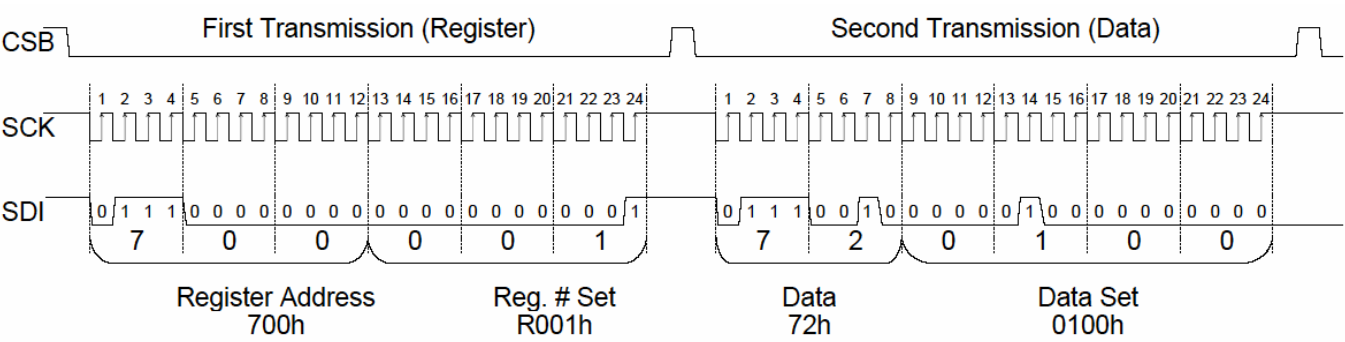 First Transmission (Register) Second Transmission (Data)
CSB
1 2 3 4 5 6 7 8 9 10 11 12 13 14 15 16 17 18 19 20 21 22 23 24 1 2 3 4 5 6 7 8 9 10 11 12 13 14 15 16 17 18 19 20 21 22 23 24
SCK
SDI 0 1 1 1 0 0 0 0 0 0 0 0 0 0 0 0 0 0 0 0 0 0 0 1 0 1 1 1 0 0 1 0 0 0 0 0 0 1 0 0 0 0 0 0 0 0 0 0
7 0 0 0 0 1 7 2 0 1 0 0
Register Address Reg. # Set Data Data Set
700h R001h 72h 0100h